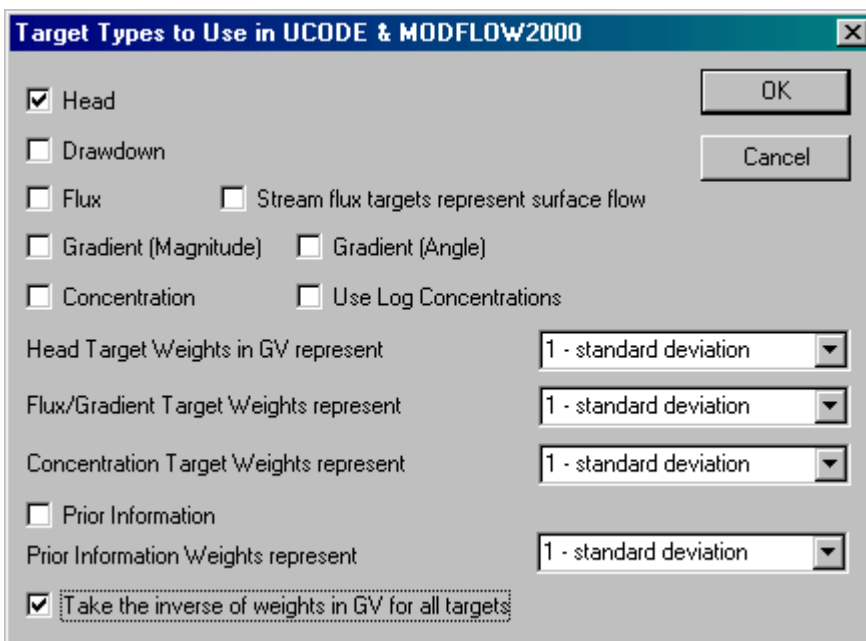 Target Types to Use in UCODE & MODFLOW2000
Head
OK
Drawdown
Cancel
Flux Stream flux targets represent surface flow
Gradient (Magnitude) Gradient (Angle)
Concentration Use Log Concentrations
Head Target Weights in GV represent 1 - standard deviation
Flux/Gradient Target Weights represent 1 - standard deviation
Concentration Target Weights represent 1 - standard deviation
Prior Information
Prior Information Weights represent 1 - standard deviation
Take the inverse of weights in GV for all targets